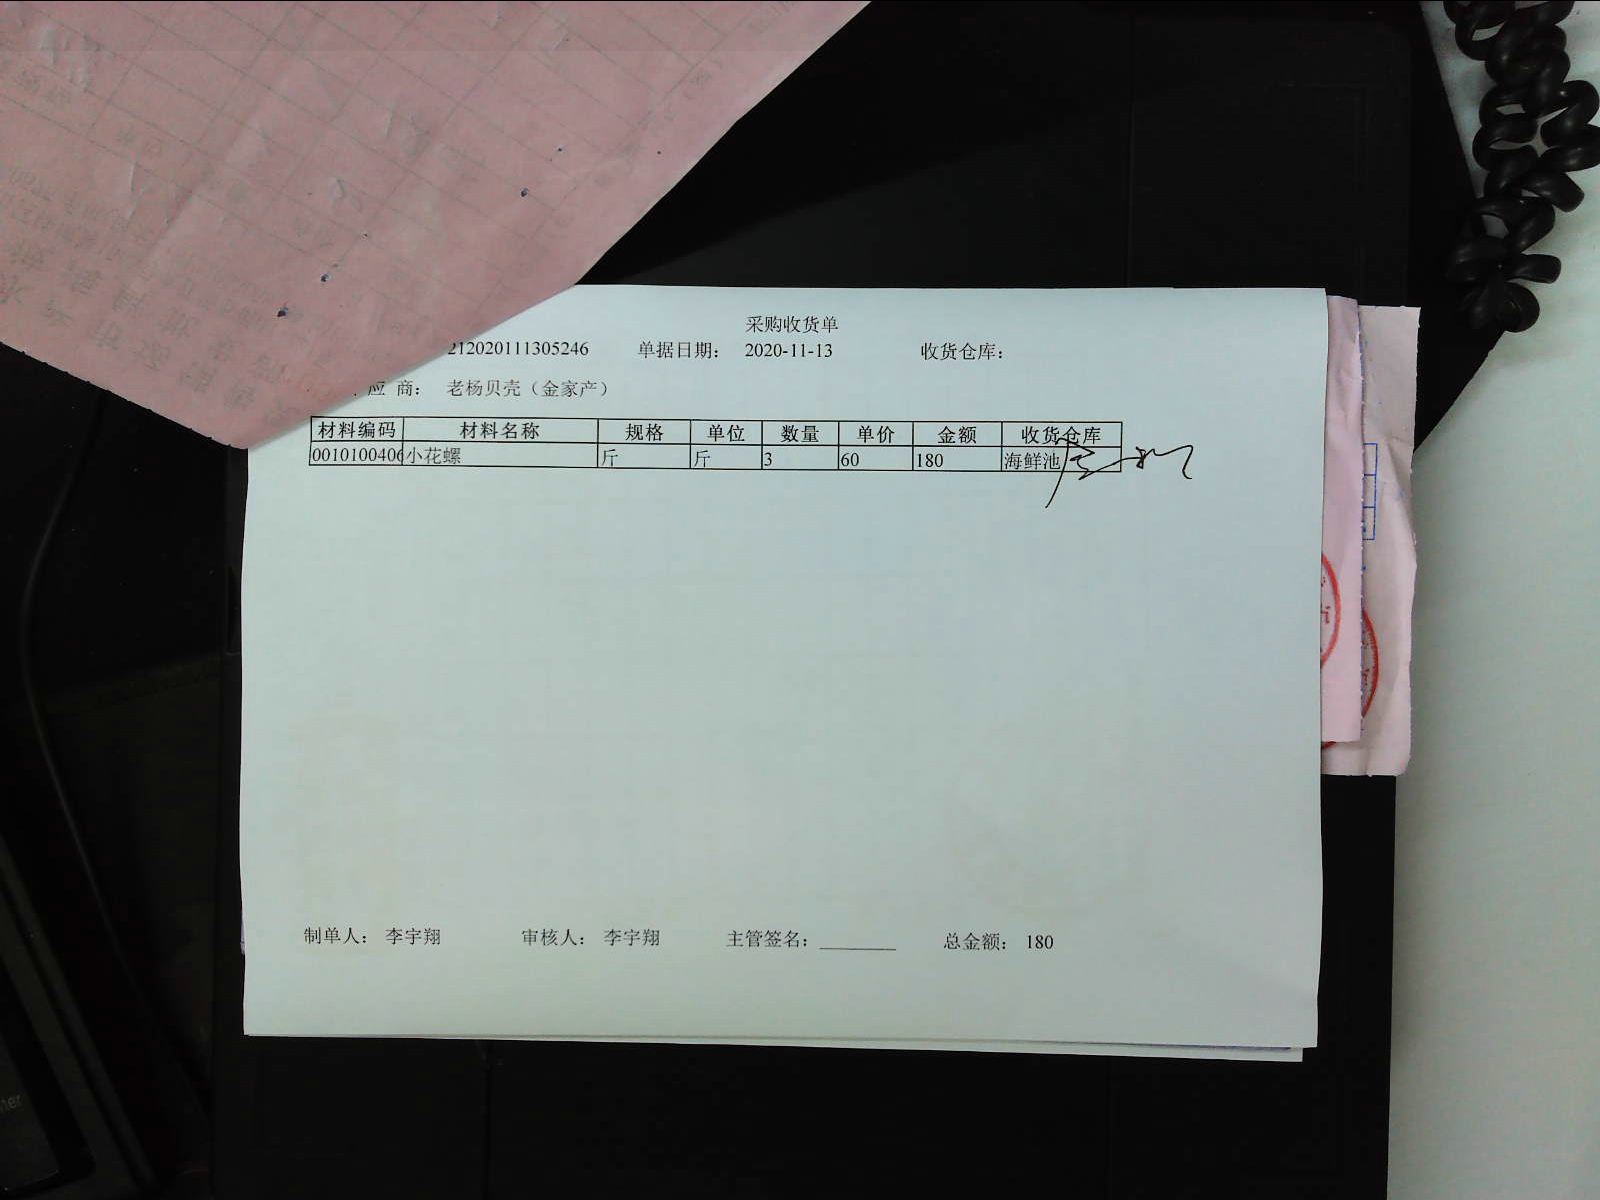 采购收货单
212020111305246 单据日期： 2020-11-13 收货仓库：
应 商： 老杨贝壳（金家产）
材料编码 材料名称 规格 单位 数量 单价 金额 收货仓库
0010100406 小花螺 斤 斤 3 60 180 海鲜池
制单人： 李宇翔 审核人： 李宇翔 主管签名： 总金额： 180